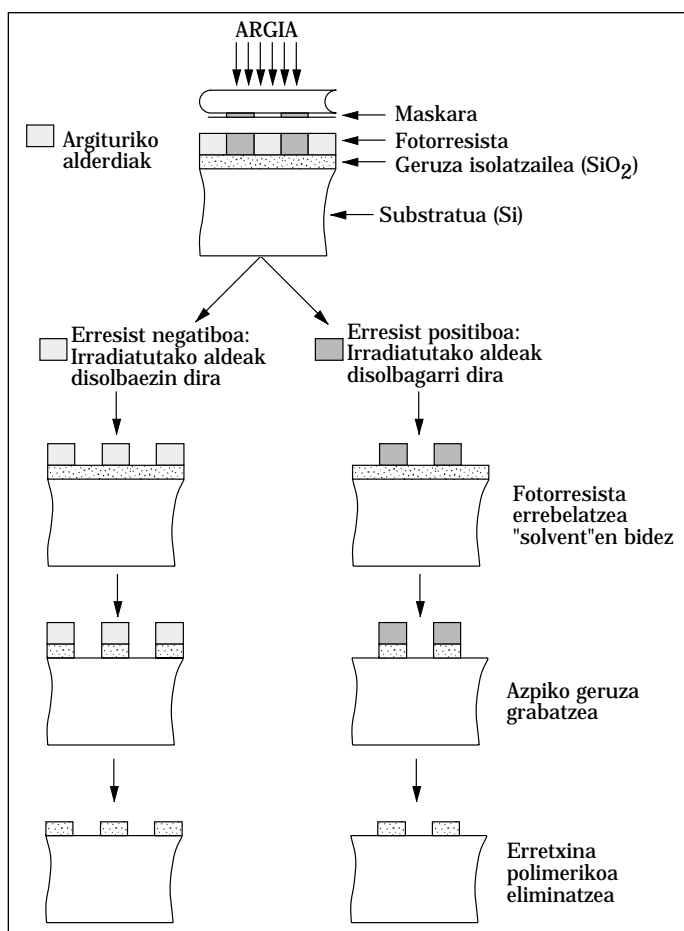 ARGIA
Maskara
Fotorresista
Geruza isolatzailea (SiO2)
Argituriko
alderdiak
Substratua (Si)
Erresist negatiboa:
Irradiatutako aldeak
disolbaezin dira
Erresist positiboa:
Irradiatutako aldeak
disolbagarri dira
Fotorresista
errebelatzea
"solvent"en bidez
Azpiko geruza
grabatzea
Erretxina
polimerikoa
eliminatzea